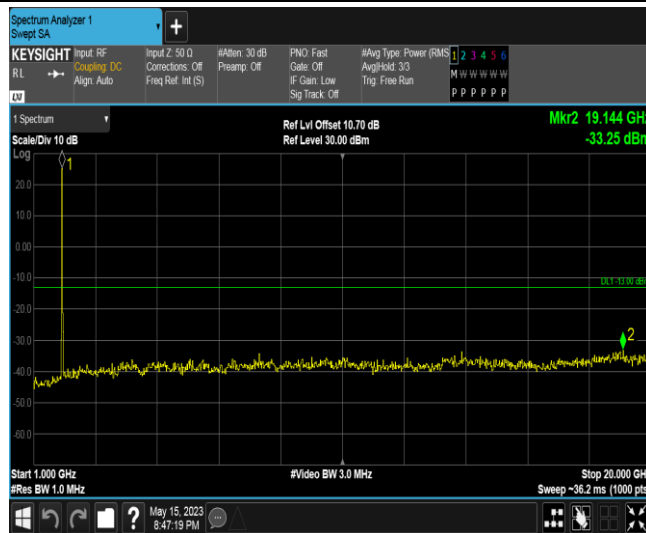 Spectrum Analyzer 1
Swept SA
+
KEYSIGHT Input: RF Input Z: 50 Ω #Atten: 30 dB PNO: Fast #Avg Type: Power (RMS 1 2 3 4 5 6
RL Coupling: DC Corrections: Off Preamp: Off Gate: Off Avg|Hold: 3/3 M W W W W W
Align: Auto Freq Ref: Int (S) IF Gain: Low Trig: Free Run P P P P P P
LXI Sig Track: Off
1 Spectrum Ref Lvl Offset 10.70 dB Mkr2 19.144 GHz
Scale/Div 10 dB Ref Level 30.00 dBm -33.25 dBm
Log
1
20.0
10.0
0.00
-10.0
DL1 -13.00 dBm
-20.0
-30.0
2
-40.0
-50.0
-60.0
Start 1.000 GHz #Video BW 3.0 MHz Stop 20.000 GHz
#Res BW 1.0 MHz Sweep ~36.2 ms (1000 pts)
? May 15, 2023
8:47:19 PM